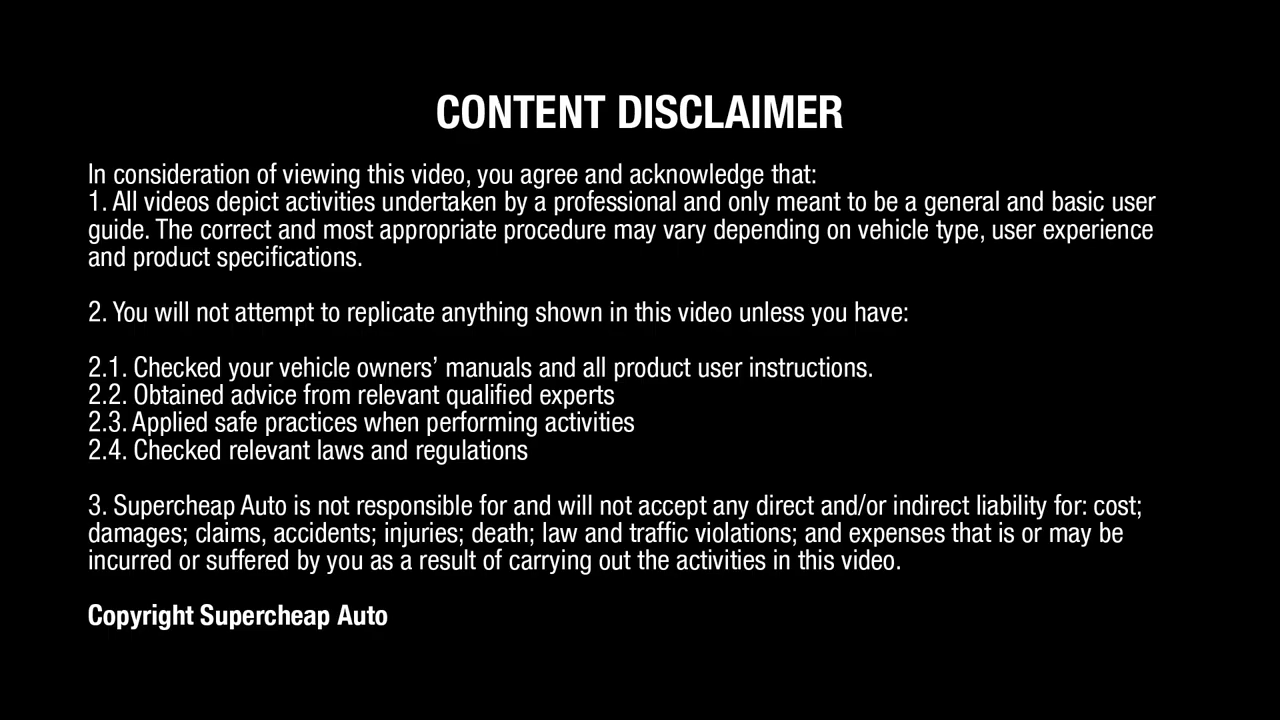 CONTENT DISCLAIMER
In consideration of viewing this video, you agree and acknowledge that:
1. All videos depict activities undertaken by a professional and only meant to be a general and basic user
guide. The correct and most appropriate procedure may vary depending on vehicle type, user experience
and product specifications.
2. You will not attempt to replicate anything shown in this video unless you have:
2.1. Checked your vehicle owners’ manuals and all product user instructions.
2.2. Obtained advice from relevant qualified experts
2.3. Applied safe practices when performing activities
2.4. Checked relevant laws and regulations
3. Supercheap Auto is not responsible for and will not accept any direct and/or indirect liability for: cost;
damages; claims, accidents; injuries; death; law and traffic violations; and expenses that is or may be
incurred or suffered by you as a result of carrying out the activities in this video.
Copyright Supercheap Auto